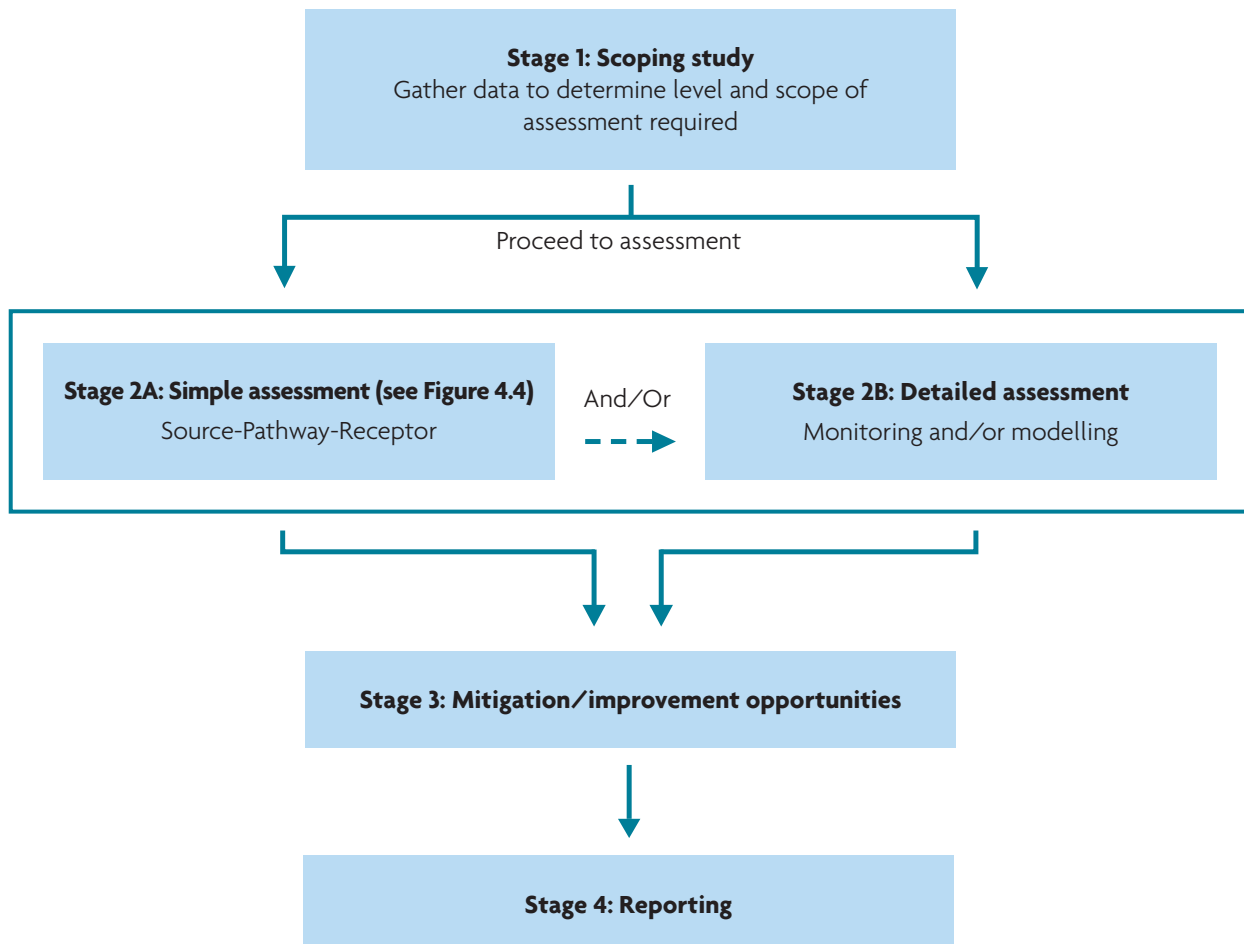 Stage 1: Scoping study
Gather data to determine level and scope of
assessment required
Proceed to assessment
Stage 2A: Simple assessment (see Figure 4.4)
Source-Pathway-Receptor
And/Or
Stage 2B: Detailed assessment
Monitoring and/or modelling
Stage 3: Mitigation/improvement opportunities
Stage 4: Reporting